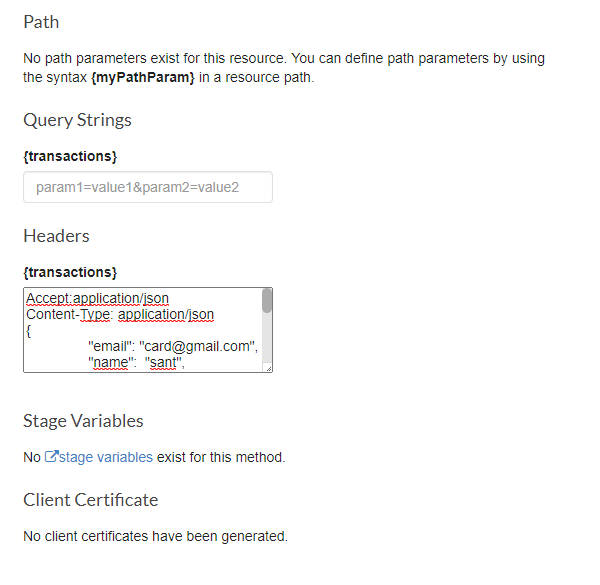 Path
No path parameters exist for this resource. You can define path parameters by using
the syntax {myPathParam} in a resource path.
Query Strings
{transactions}
param1=value1&param2=value2
Headers
{transactions}
Accept:application/json
Content-Type: application/json
{
"email": "card@gmail.com",
"name": "sant",
Stage Variables
No stage variables exist for this method.
Client Certificate
No client certificates have been generated.